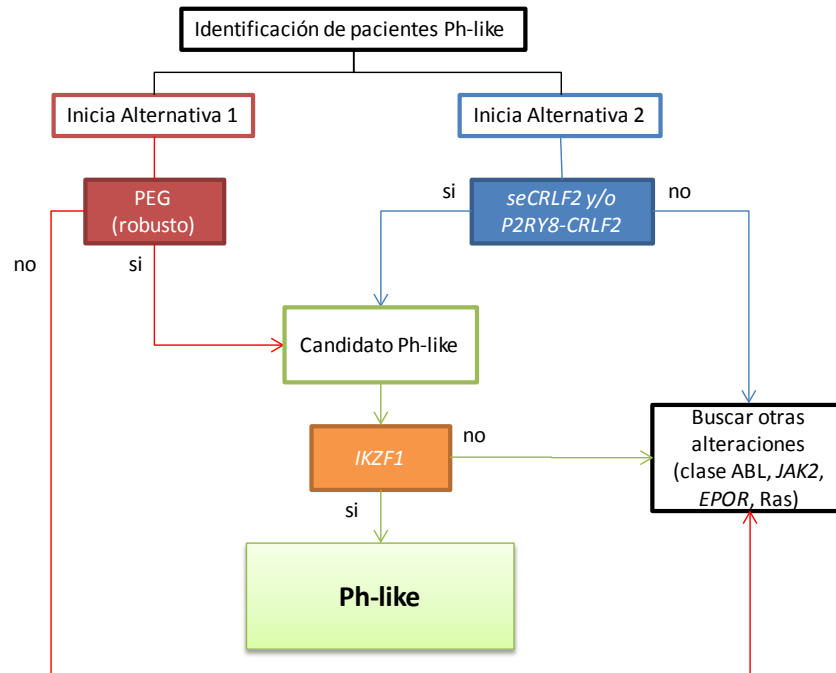 Identificación de pacientes Ph-like
Inicia Alternativa 1
Inicia Alternativa 2
PEG
(robusto)
si
seCRLF2 y/o
P2RY8-CRLF2
no
no
si
Candidato Ph-like
IKZF1
no
Buscar otras
alteraciones
(clase ABL, JAK2,
EPOR, Ras)
si
Ph-like